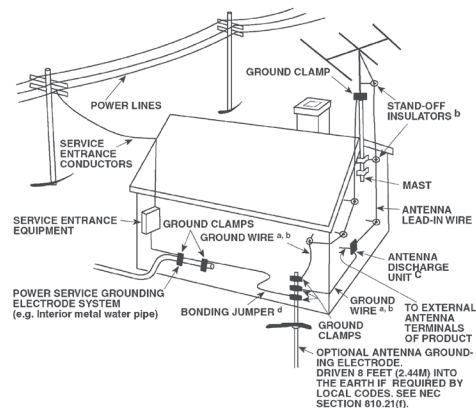 GROUND CLAMP
POWER LINES
STAND-OFF
INSULATORS b
SERVICE
ENTRANCE
CONDUCTORS
MAST
ANTENNA
LEAD-IN WIRE
SERVICE ENTRANCE
EQUIPMENT
GROUND CLAMPS
GROUND WIRE a, b
ANTENNA
DISCHARGE
UNIT C
POWER SERVICE GROUNDING
ELECTRODE SYSTEM
(e.g. Interior metal water pipe)
BONDING JUMPER d
GROUND
WIRE a, b
TO EXTERNAL
ANTENNA
TERMINALS
OF PRODUCT
GROUND
CLAMPS
OPTIONAL ANTENNA GROUND-
ING ELECTRODE.
DRIVEN 8 FEET (2.44M) INTO
THE EARTH IF REQUIRED BY
LOCAL CODES. SEE NEC
SECTION 810.21(f).